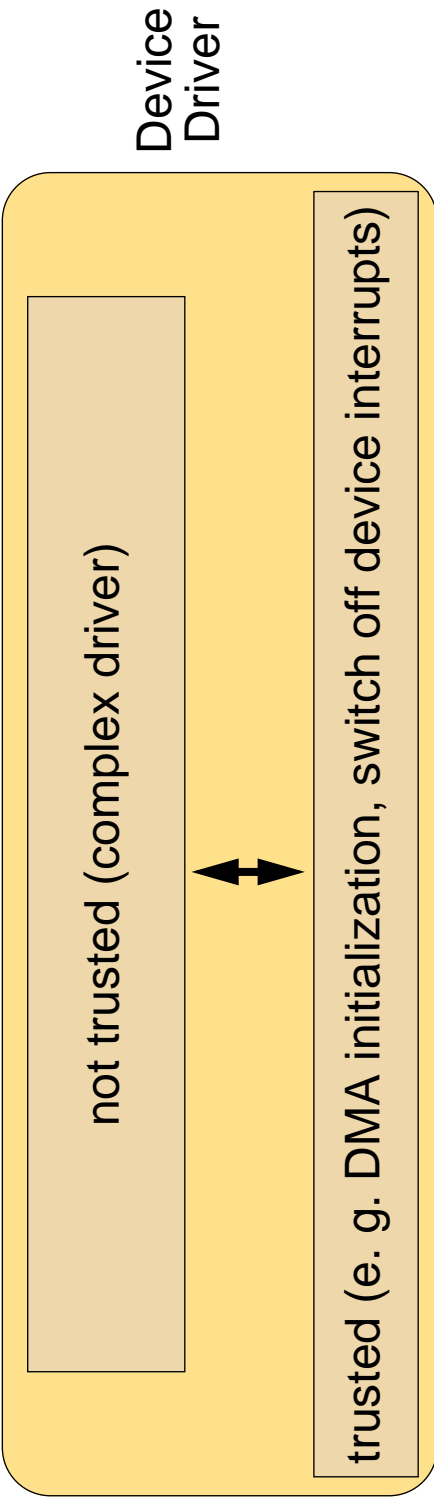 Device
Driver
not trusted (complex driver)
trusted (e. g. DMA initialization, switch off device interrupts)